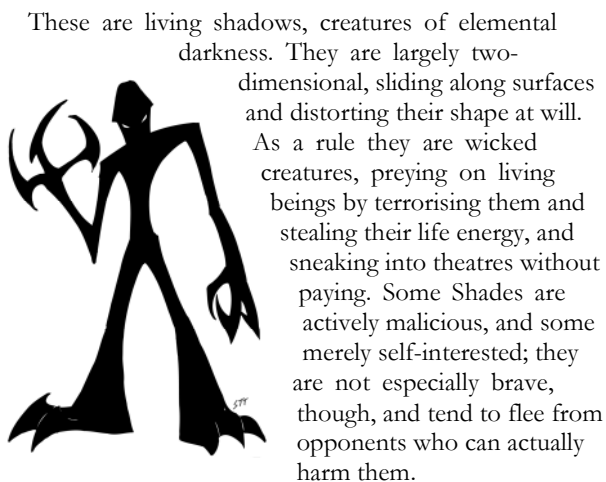 These are living shadows, creatures of elemental
darkness. They are largely two-
dimensional, sliding along surfaces
and distorting their shape at will.
As a rule they are wicked
creatures, preying on living
beings by terrorising them and
stealing their life energy, and
sneaking into theatres without
paying. Some Shades are
actively malicious, and some
merely self-interested; they
are not especially brave,
though, and tend to flee from
opponents who can actually
harm them.